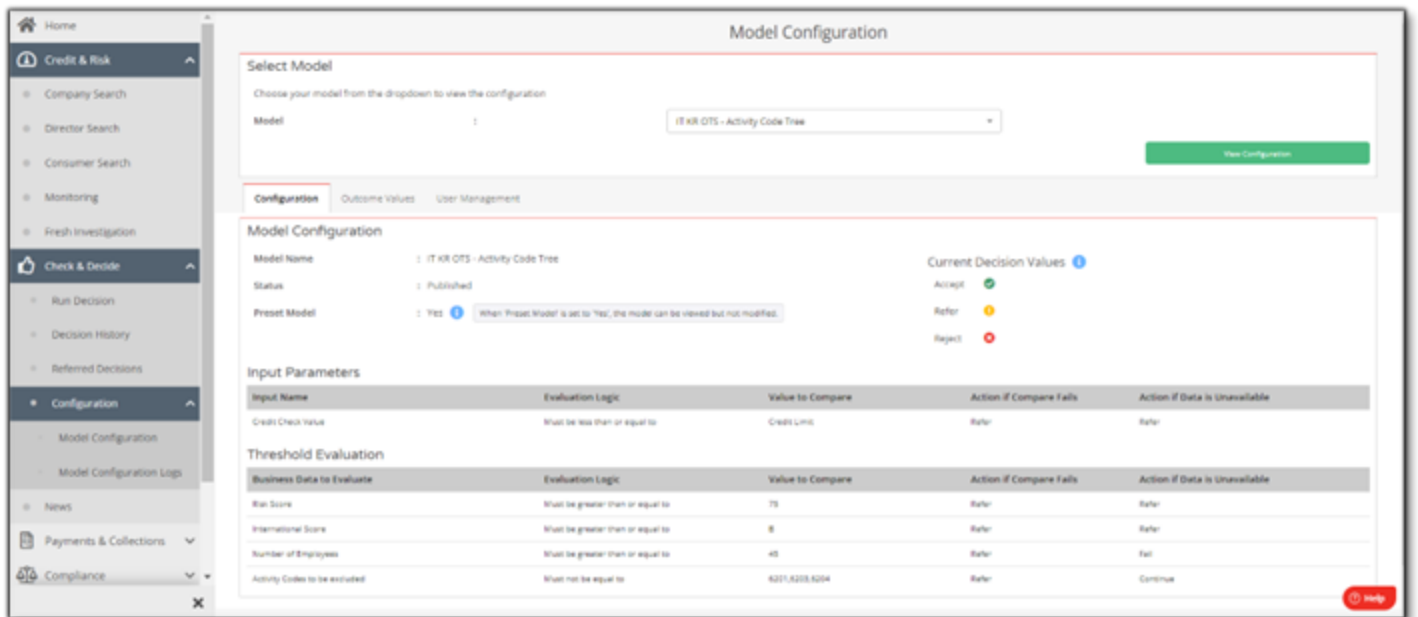 Home
Credit & Risk
Company Search
Director Search
Consumer Search
Monitoring
Fresh Investigation
Check & Decide
Run Decision
Decision History
Referred Decisions
Configuration
Model Configuration
Model Configuration Logs
News
Payments & Collections
Compliance
Model Configuration
Select Model
Choose your model from the dropdown to view the configuration
Model : IT KR OTS - Activity Code Tree
View Configuration
Configuration Outcome Values User Management
Model Configuration
Model Name : IT KR OTS - Activity Code Tree
Status : Published
Preset Model : Yes When 'Preset Model' is set to 'Yes', the model can be viewed but not modified.
Current Decision Values
Accept
Refer
Reject
Input Parameters
Input Name Evaluation Logic Value to Compare Action if Compare Fails Action if Data is Unavailable
Credit Check Value Must be less than or equal to Credit Limit Refer Refer
Threshold Evaluation
Business Data to Evaluate Evaluation Logic Value to Compare Action if Compare Fails Action if Data is Unavailable
Risk Score Must be greater than or equal to Refer Refer
International Score Must be greater than or equal to Refer Refer
Number of Employees Must be greater than or equal to Refer Fail
Activity Codes to be excluded Must not be equal to Refer Continue
Help